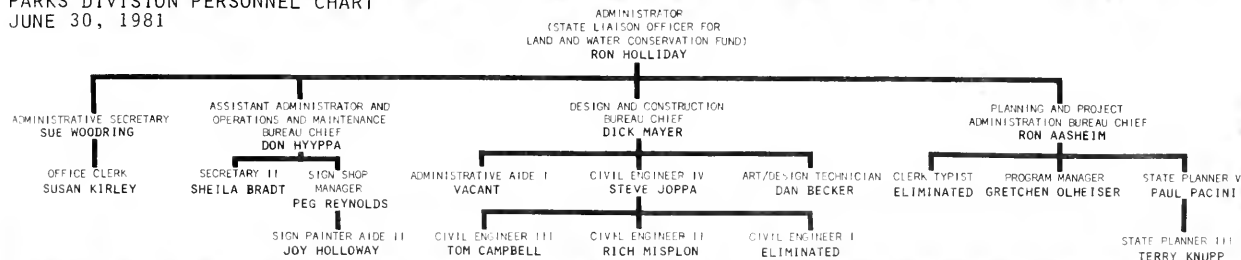 PARKS DIVISION PERSONNEL CHART
JUNE 30, 1981
ADMINISTRATOR
(STATE LIAISON OFFICER FOR
LAND AND WATER CONSERVATION FUND)
RON HOLLIDAY
ADMINISTRATIVE SECRETARY
SUE WOODRING
ASSISTANT ADMINISTRATOR AND
OPERATIONS AND MAINTENANCE
BUREAU CHIEF
DON HYYPPA
DESIGN AND CONSTRUCTION
BUREAU CHIEF
DICK MAYER
PLANNING AND PROJECT
ADMINISTRATION BUREAU CHIEF
RON AASHEIM
OFFICE CLERK
SUSAN KIRLEY
SECRETARY II
SHEILA BRADT
SIGN SHOP
MANAGER
PEG REYNOLDS
ADMINISTRATIVE AIDE I
VACANT
CIVIL ENGINEER IV
STEVE JOPPA
ART/DESIGN TECHNICIAN
DAN BECKER
CLERK TYPIST
ELIMINATED
PROGRAM MANAGER
GRETCHEN OLHEISER
STATE PLANNER V
PAUL PACINI
SIGN PAINTER AIDE II
JOY HOLLOWAY
CIVIL ENGINEER III
TOM CAMPBELL
CIVIL ENGINEER II
RICH MISPLON
CIVIL ENGINEER I
ELIMINATED
STATE PLANNER III
TERRY KNUPP